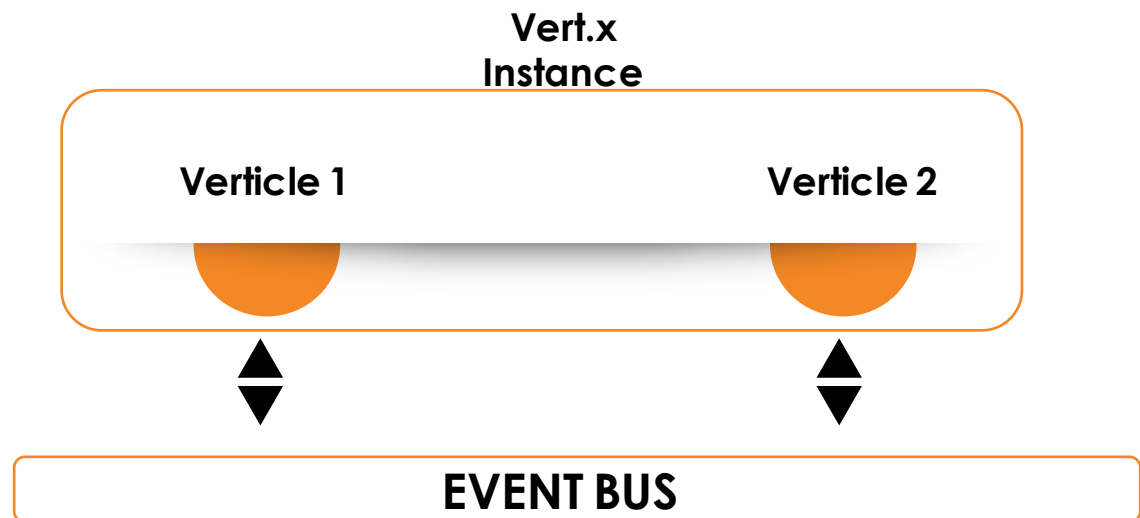 Vert.x
Instance
Verticle 1
Verticle 2
EVENT BUS